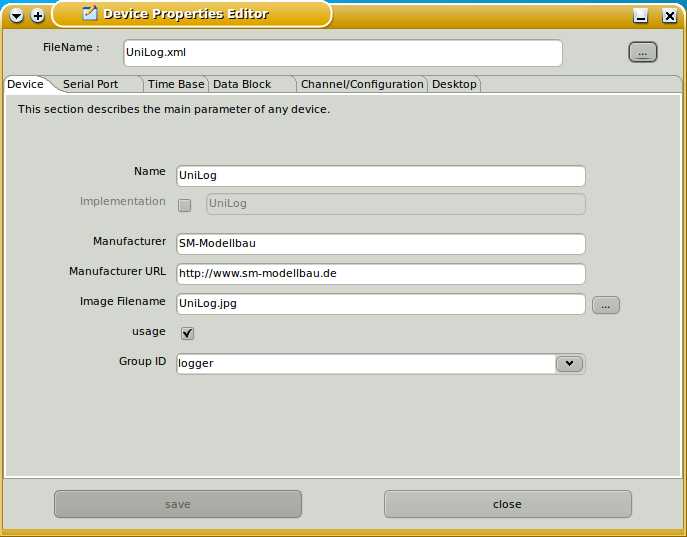 Device Properties Editor
FileName :
UniLog.xml
...
Device Serial Port Time Base Data Block Channel/Configuration Desktop
This section describes the main parameter of any device.
Name UniLog
Implementation UniLog
Manufacturer SM-Modellbau
Manufacturer URL http://www.sm-modellbau.de
Image Filename UniLog.jpg ...
usage
Group ID logger
save close